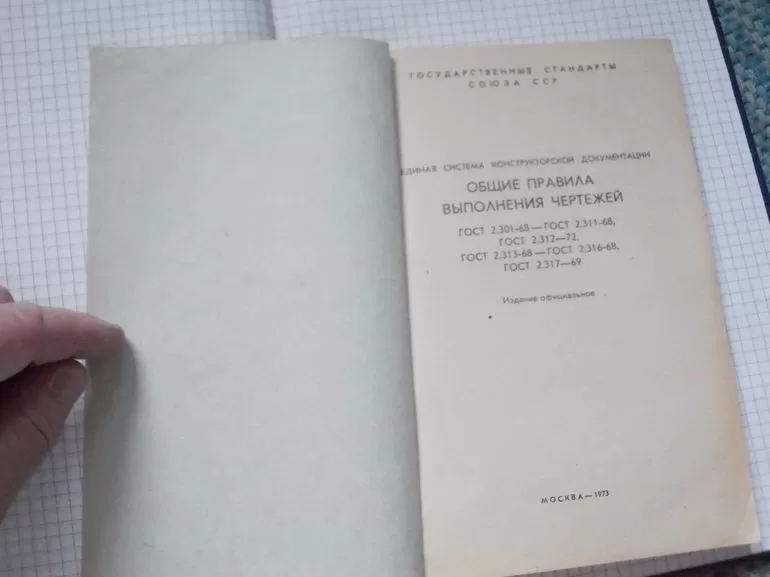 ГОСУДАРСТВЕННЫЕ СТАНДАРТЫ
СОЮЗА ССР
ЕДИНАЯ СИСТЕМА КОНСТРУКТОРСКОЙ ДОКУМЕНТАЦИИ
ОБЩИЕ ПРАВИЛА
ВЫПОЛНЕНИЯ ЧЕРТЕЖЕЙ
ГОСТ 2.301-68—ГОСТ 2.311-68,
ГОСТ 2.312—72,
ГОСТ 2.313-68—ГОСТ 2.316-68,
ГОСТ 2.317—69
Издание официальное
МОСКВА—1973